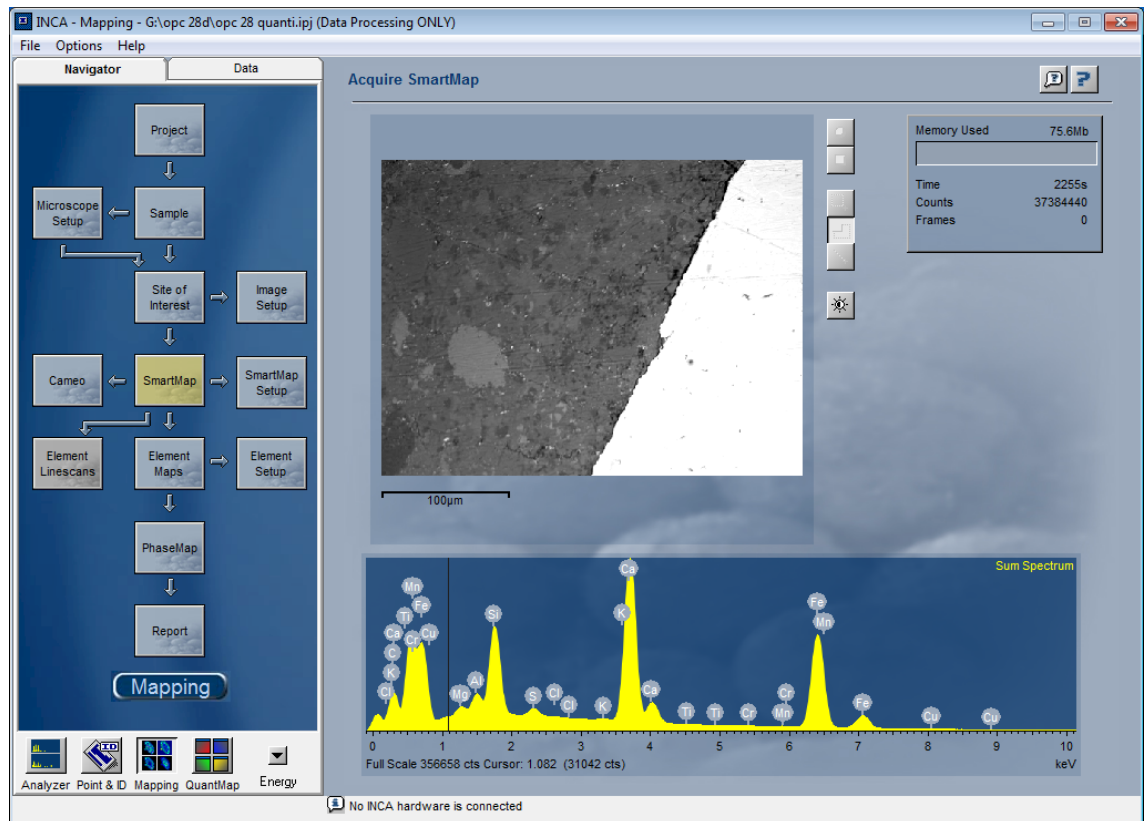 INCA - Mapping - G:\opc 28d\opc 28 quanti.ipj (Data Processing ONLY)
File Options Help
Navigator Data
Project
Microscope Setup
Sample
Site of Interest
Image Setup
Cameo
SmartMap
SmartMap Setup
Element Linescans
Element Maps
Element Setup
PhaseMap
Report
Mapping
Analyzer Point & ID Mapping QuantMap Energy
Acquire SmartMap
Memory Used 75.6Mb
Time 2255s
Counts 37384440
Frames 0
100µm
Sum Spectrum
Mn
Ti Fe
Ca Cr Cu
C
K
Cl
Mg Al Si S Cl Cl K K Ca Ca Ti Ti Cr Mn Cr Fe Mn Fe Cu Cu
0 1 2 3 4 5 6 7 8 9 10
Full Scale 356658 cts Cursor: 1.082 (31042 cts) keV
No INCA hardware is connected